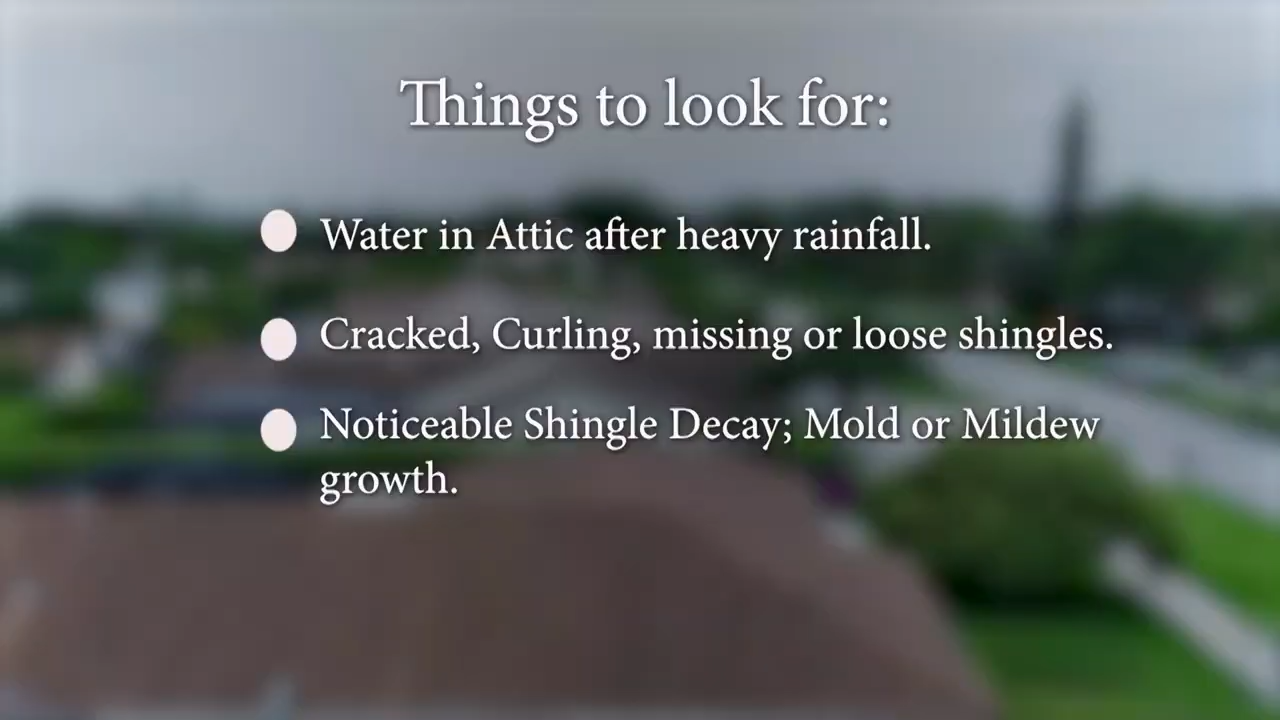 Things to look for:
Water in Attic after heavy rainfall.
Cracked, Curling, missing or loose shingles.
Noticeable Shingle Decay; Mold or Mildew
growth.